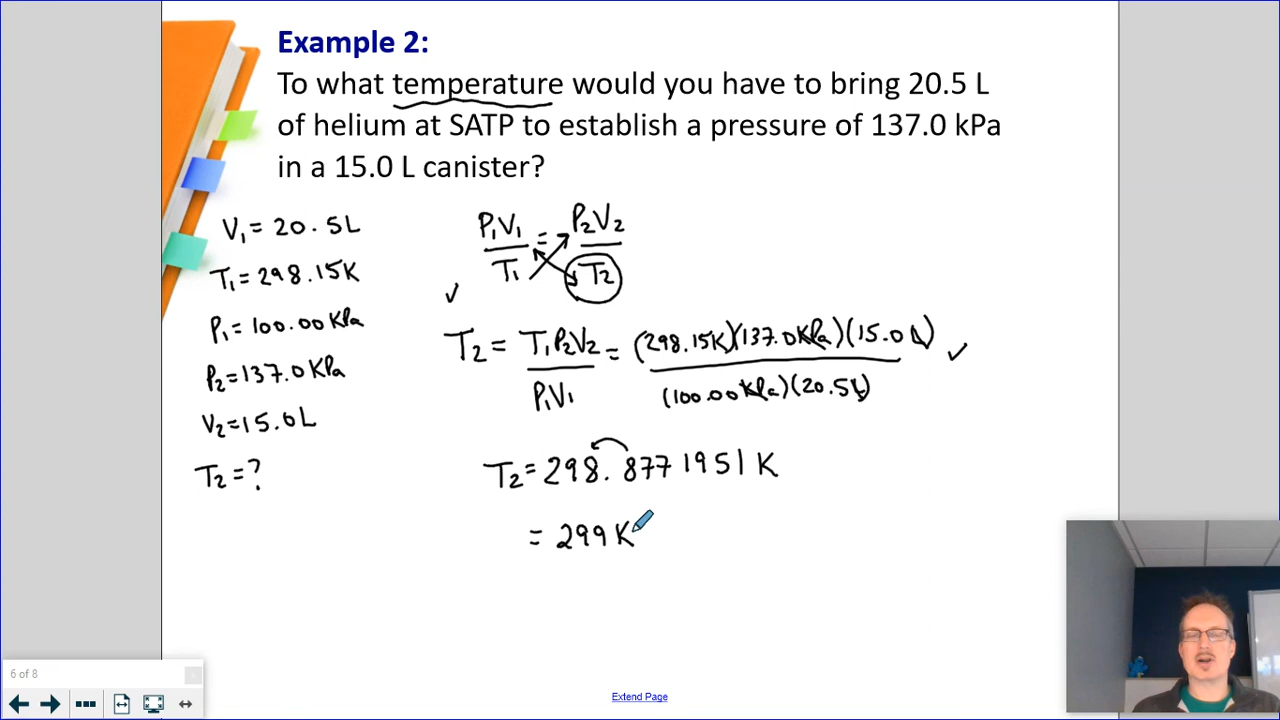 Example 2:
To what temperature would you have to bring 20.5 L
of helium at SATP to establish a pressure of 137.0 kPa
in a 15.0 L canister?
V₁ = 20.5L
T₁ = 298.15K
P₁ = 100.00 KPa
P₂ = 137.0 KPa
V₂ = 15.0L
T₂ = ?
P₁V₁/T₁ = P₂V₂/T₂
✓
T₂ = T₁P₂V₂/P₁V₁ = (298.15K)(137.0KPa)(15.0L)/(100.00KPa)(20.5L) ✓
T₂ = 298.8771951 K
= 299 K
6 of 8
Extend Page